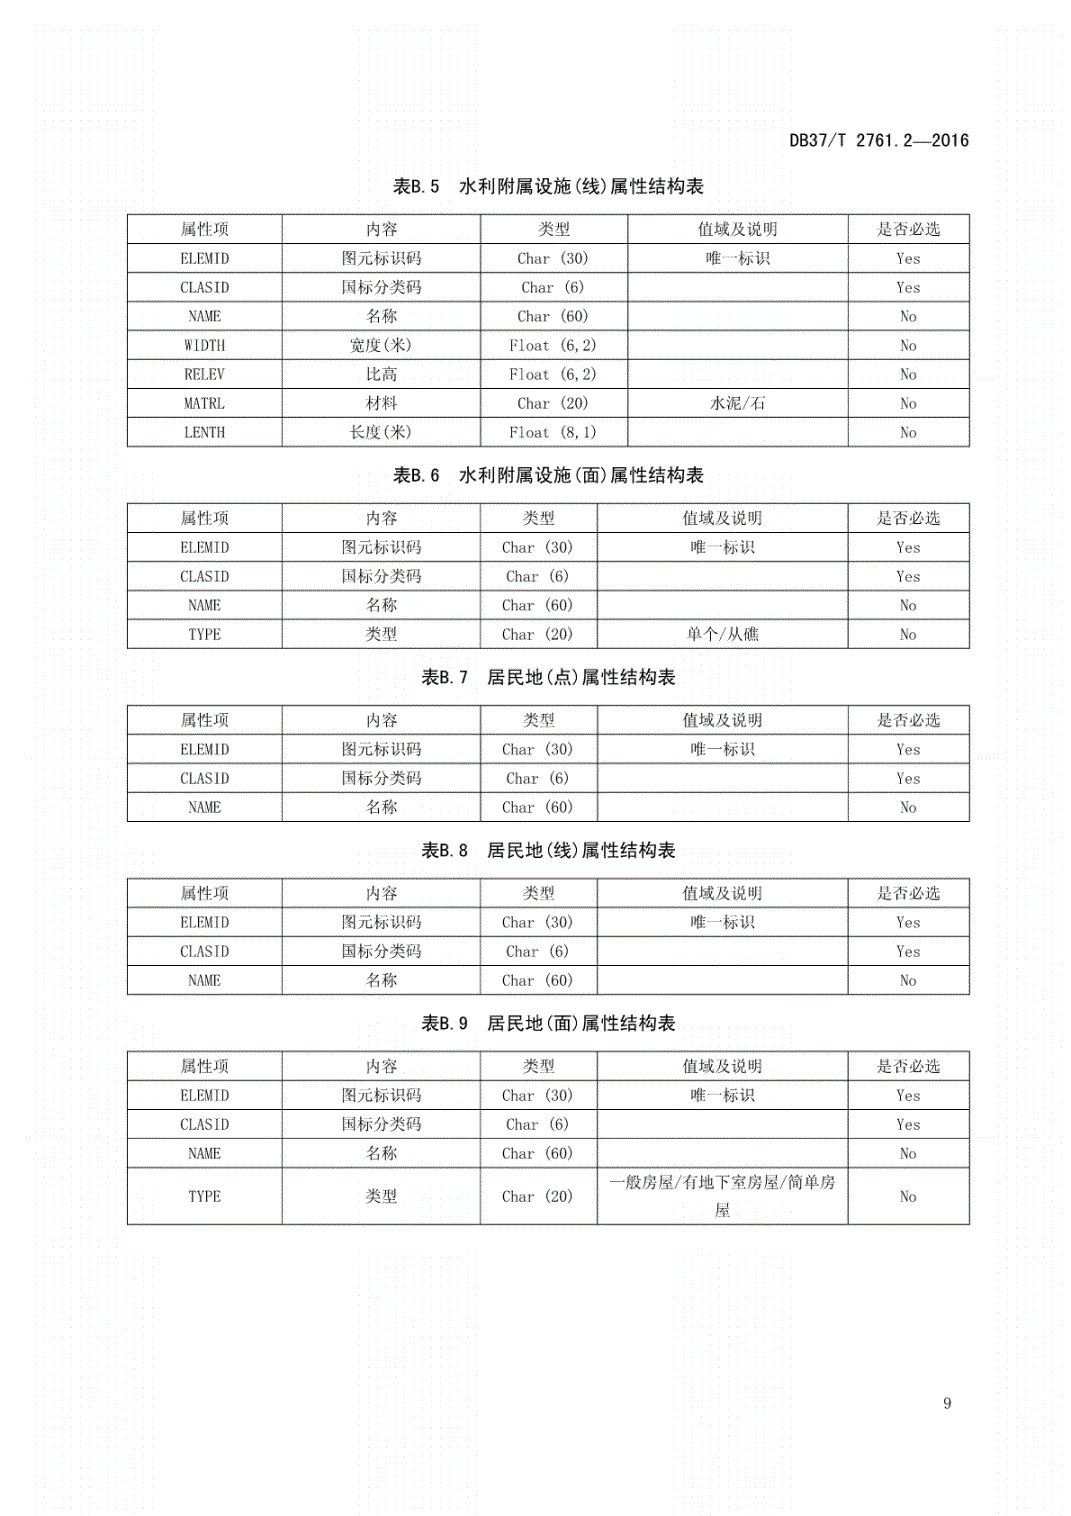 DB37/T 2761.2—2016
表B.5 水利附属设施(线)属性结构表
属性项 内容 类型 值域及说明 是否必选
ELEMID 图元标识码 Char (30) 唯一标识 Yes
CLASID 国标分类码 Char (6) Yes
NAME 名称 Char (60) No
WIDTH 宽度(米) Float (6,2) No
RELEV 比高 Float (6,2) No
MATRL 材料 Char (20) 水泥/石 No
LENTH 长度(米) Float (8,1) No
表B.6 水利附属设施(面)属性结构表
属性项 内容 类型 值域及说明 是否必选
ELEMID 图元标识码 Char (30) 唯一标识 Yes
CLASID 国标分类码 Char (6) Yes
NAME 名称 Char (60) No
TYPE 类型 Char (20) 单个/从礁 No
表B.7 居民地(点)属性结构表
属性项 内容 类型 值域及说明 是否必选
ELEMID 图元标识码 Char (30) 唯一标识 Yes
CLASID 国标分类码 Char (6) Yes
NAME 名称 Char (60) No
表B.8 居民地(线)属性结构表
属性项 内容 类型 值域及说明 是否必选
ELEMID 图元标识码 Char (30) 唯一标识 Yes
CLASID 国标分类码 Char (6) Yes
NAME 名称 Char (60) No
表B.9 居民地(面)属性结构表
属性项 内容 类型 值域及说明 是否必选
ELEMID 图元标识码 Char (30) 唯一标识 Yes
CLASID 国标分类码 Char (6) Yes
NAME 名称 Char (60) No
TYPE 类型 Char (20) 一般房屋/有地下室房屋/简单房
屋 No
9